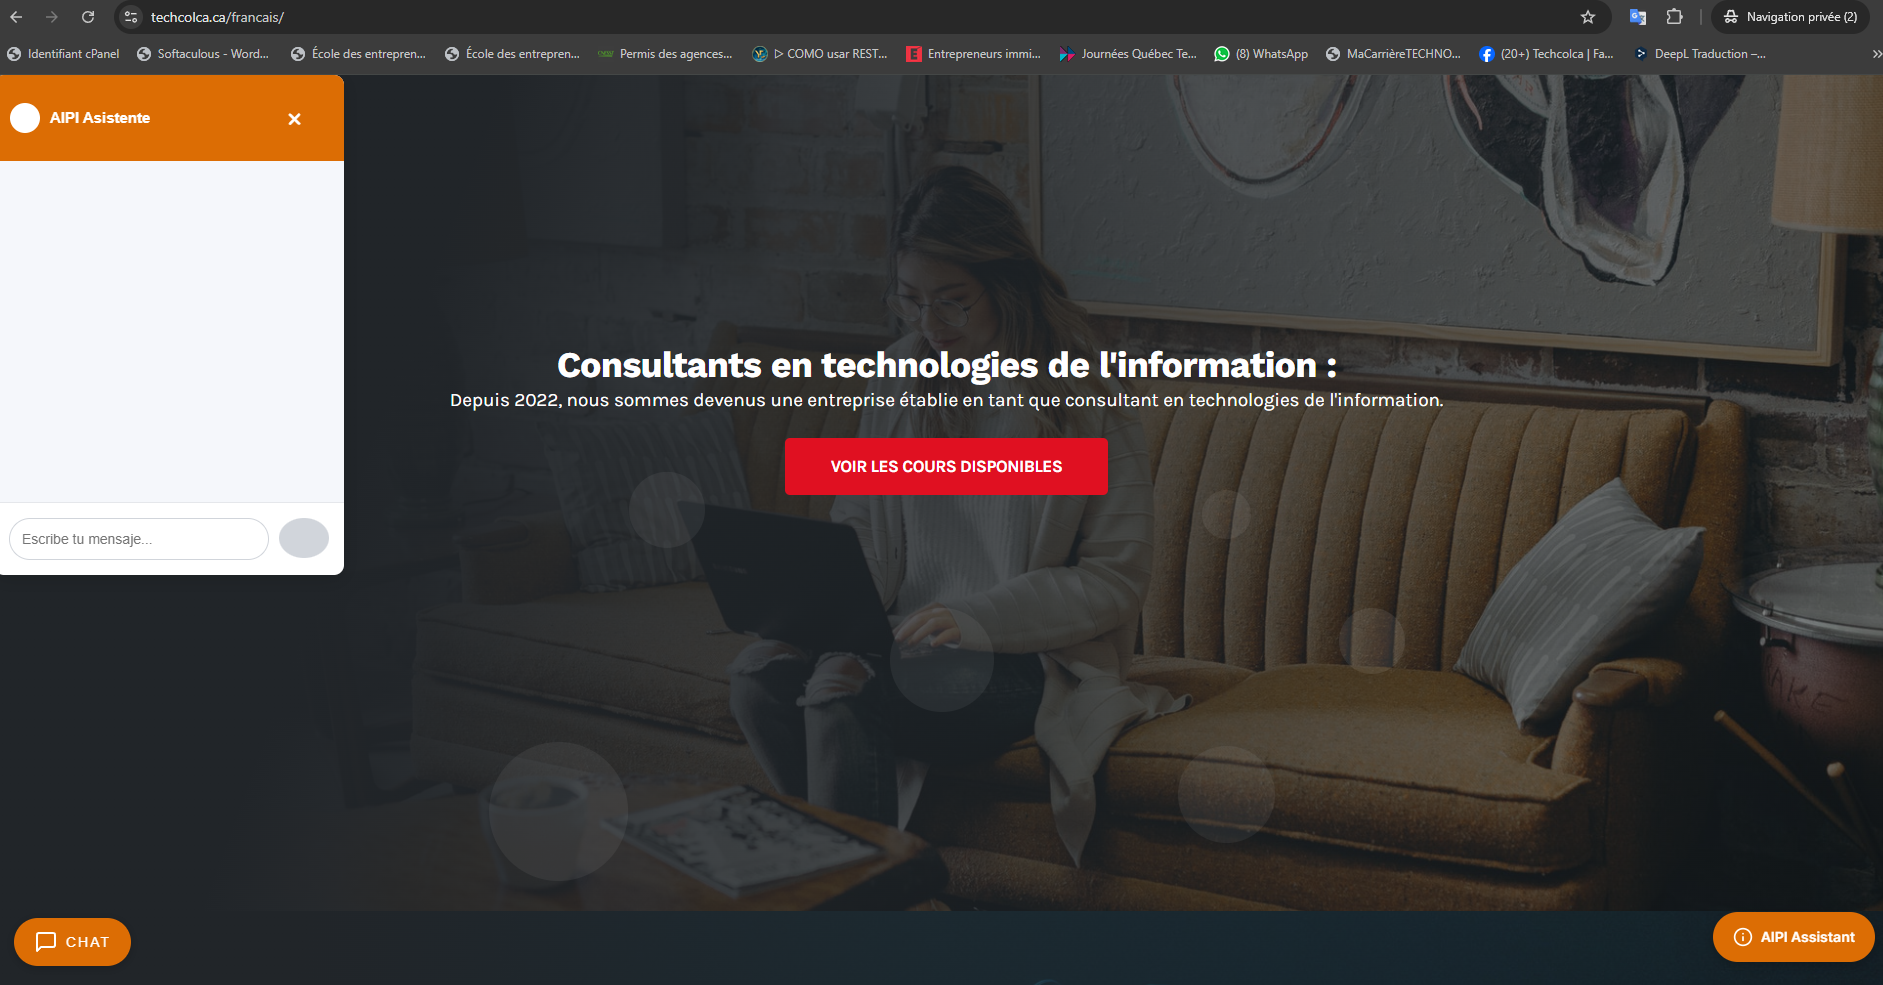 techcolca.ca/francais/
Navigation privée (2)
Identifiant cPanel
Softaculous - Word...
École des entrepren...
École des entrepren...
Permis des agences...
ᐅ COMO usar REST...
Entrepreneurs immi...
Journées Québec Te...
(8) WhatsApp
MaCarrièreTECHNO...
(20+) Techcolca | Fa...
DeepL Traduction –...
AIPI Asistente
Consultants en technologies de l'information :
Depuis 2022, nous sommes devenus une entreprise établie en tant que consultant en technologies de l'information.
VOIR LES COURS DISPONIBLES
Escribe tu mensaje...
CHAT
AIPI Assistant